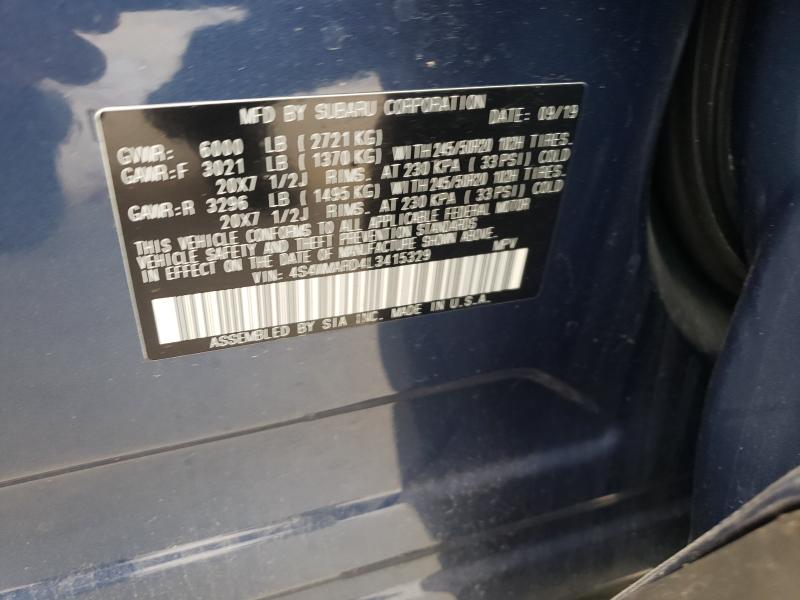 MFD BY SUBARU CORPORATION DATE: 09/19
GVWR: 6000 LB ( 2721 KG)
GAWR:F 3021 LB ( 1370 KG) WITH 245/50R20 102H TIRES.
20X7 1/2J RIMS. AT 230 KPA ( 33 PSI) COLD
GAWR:R 3296 LB ( 1495 KG) WITH 245/50R20 102H TIRES.
20X7 1/2J RIMS. AT 230 KPA ( 33 PSI) COLD
THIS VEHICLE CONFORMS TO ALL APPLICABLE FEDERAL MOTOR
VEHICLE SAFETY AND THEFT PREVENTION STANDARDS
IN EFFECT ON THE DATE OF MANUFACTURE SHOWN ABOVE.
VIN: 4S4WMARD4L3415329 MPV
ASSEMBLED BY SIA INC. MADE IN U.S.A.